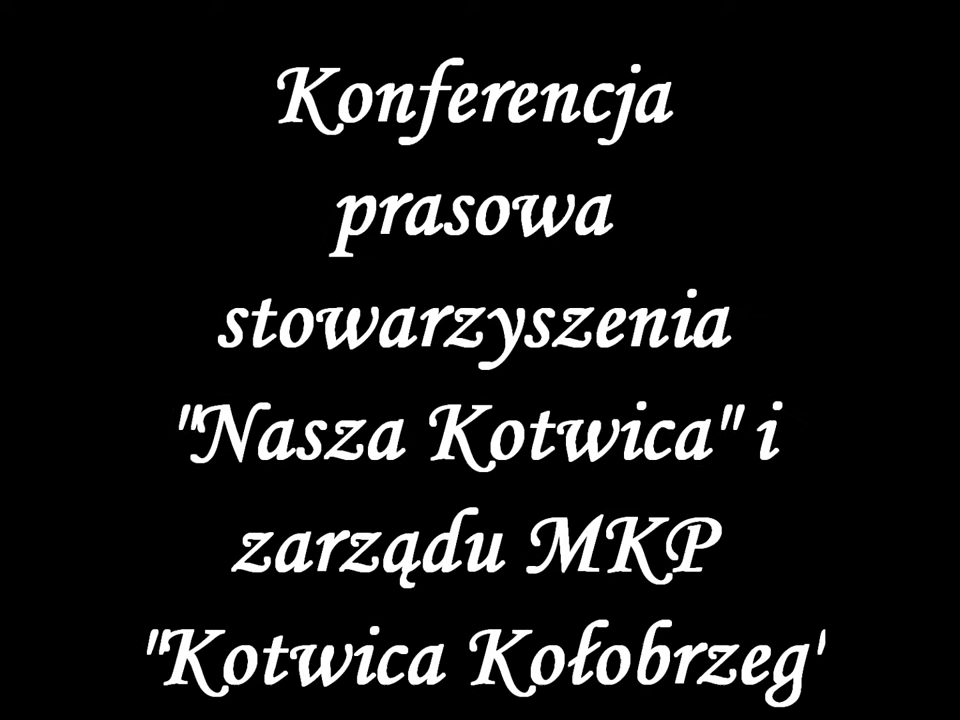 Konferencja
prasowa
stowarzyszenia
"Nasza Kotwica" i
zarządu MKP
"Kotwica Kołobrzeg'